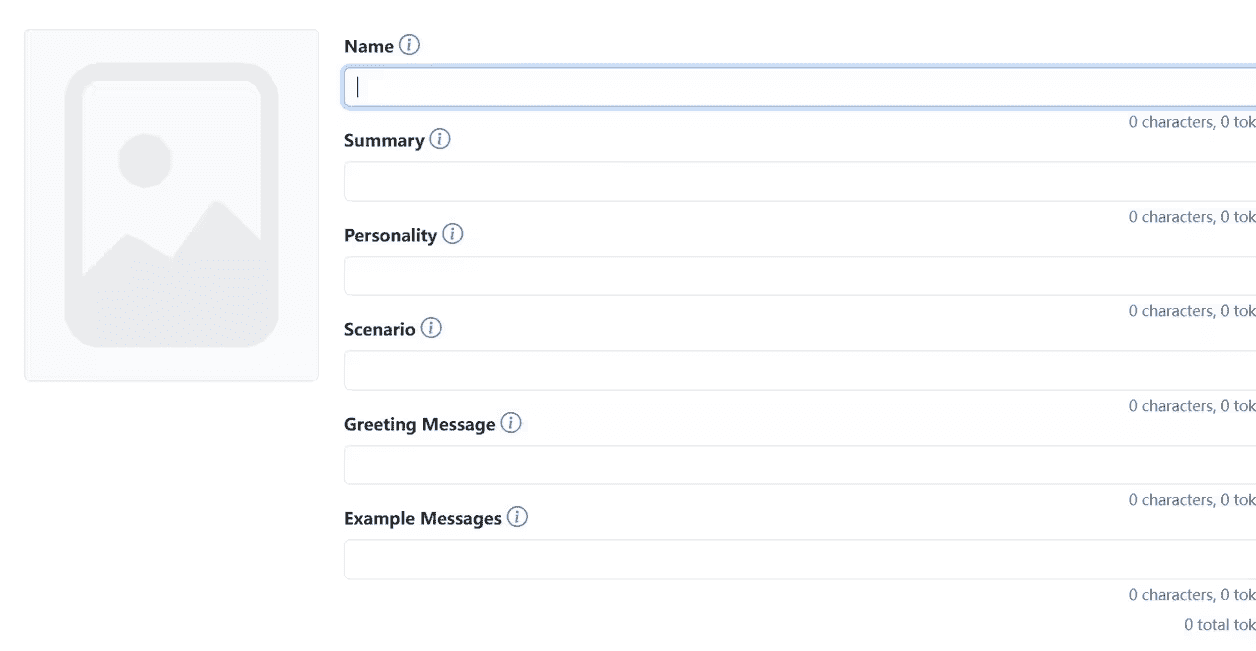 Name
0 characters, 0 tok
Summary
0 characters, 0 tok
Personality
0 characters, 0 tok
Scenario
0 characters, 0 tok
Greeting Message
0 characters, 0 tok
Example Messages
0 characters, 0 tok
0 total tok